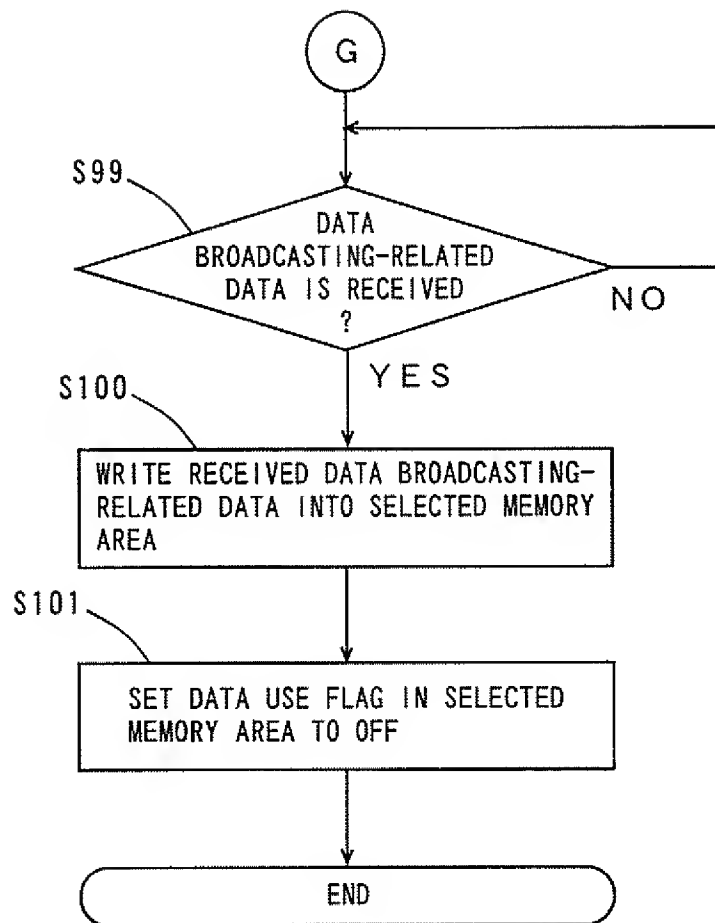 G
S99
DATA
BROADCASTING-RELATED
DATA IS RECEIVED
?
NO
YES
S100
WRITE RECEIVED DATA BROADCASTING-
RELATED DATA INTO SELECTED MEMORY
AREA
S101
SET DATA USE FLAG IN SELECTED
MEMORY AREA TO OFF
END